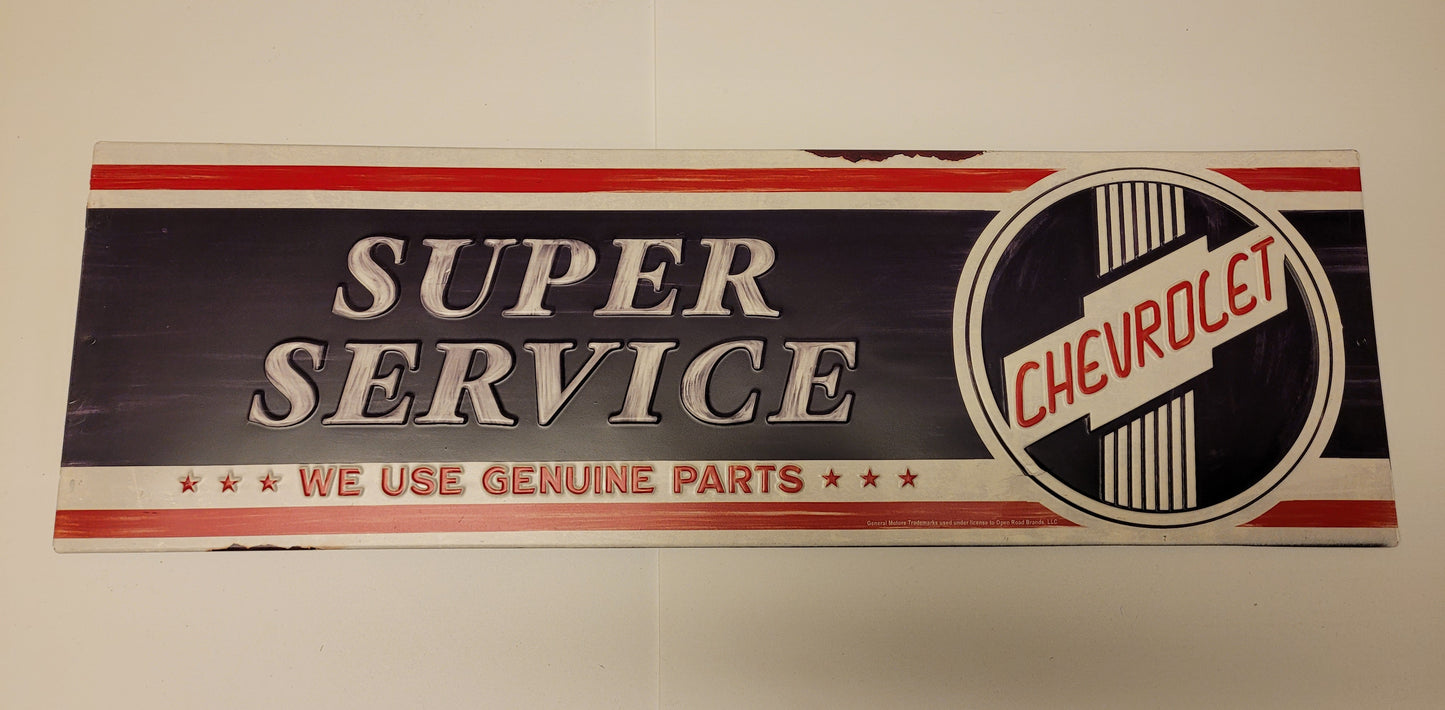 SUPER
SERVICE
CHEVROLET
★ ★ ★ WE USE GENUINE PARTS ★ ★ ★
General Motors Trademarks used under license to Open Road Brands, LLC